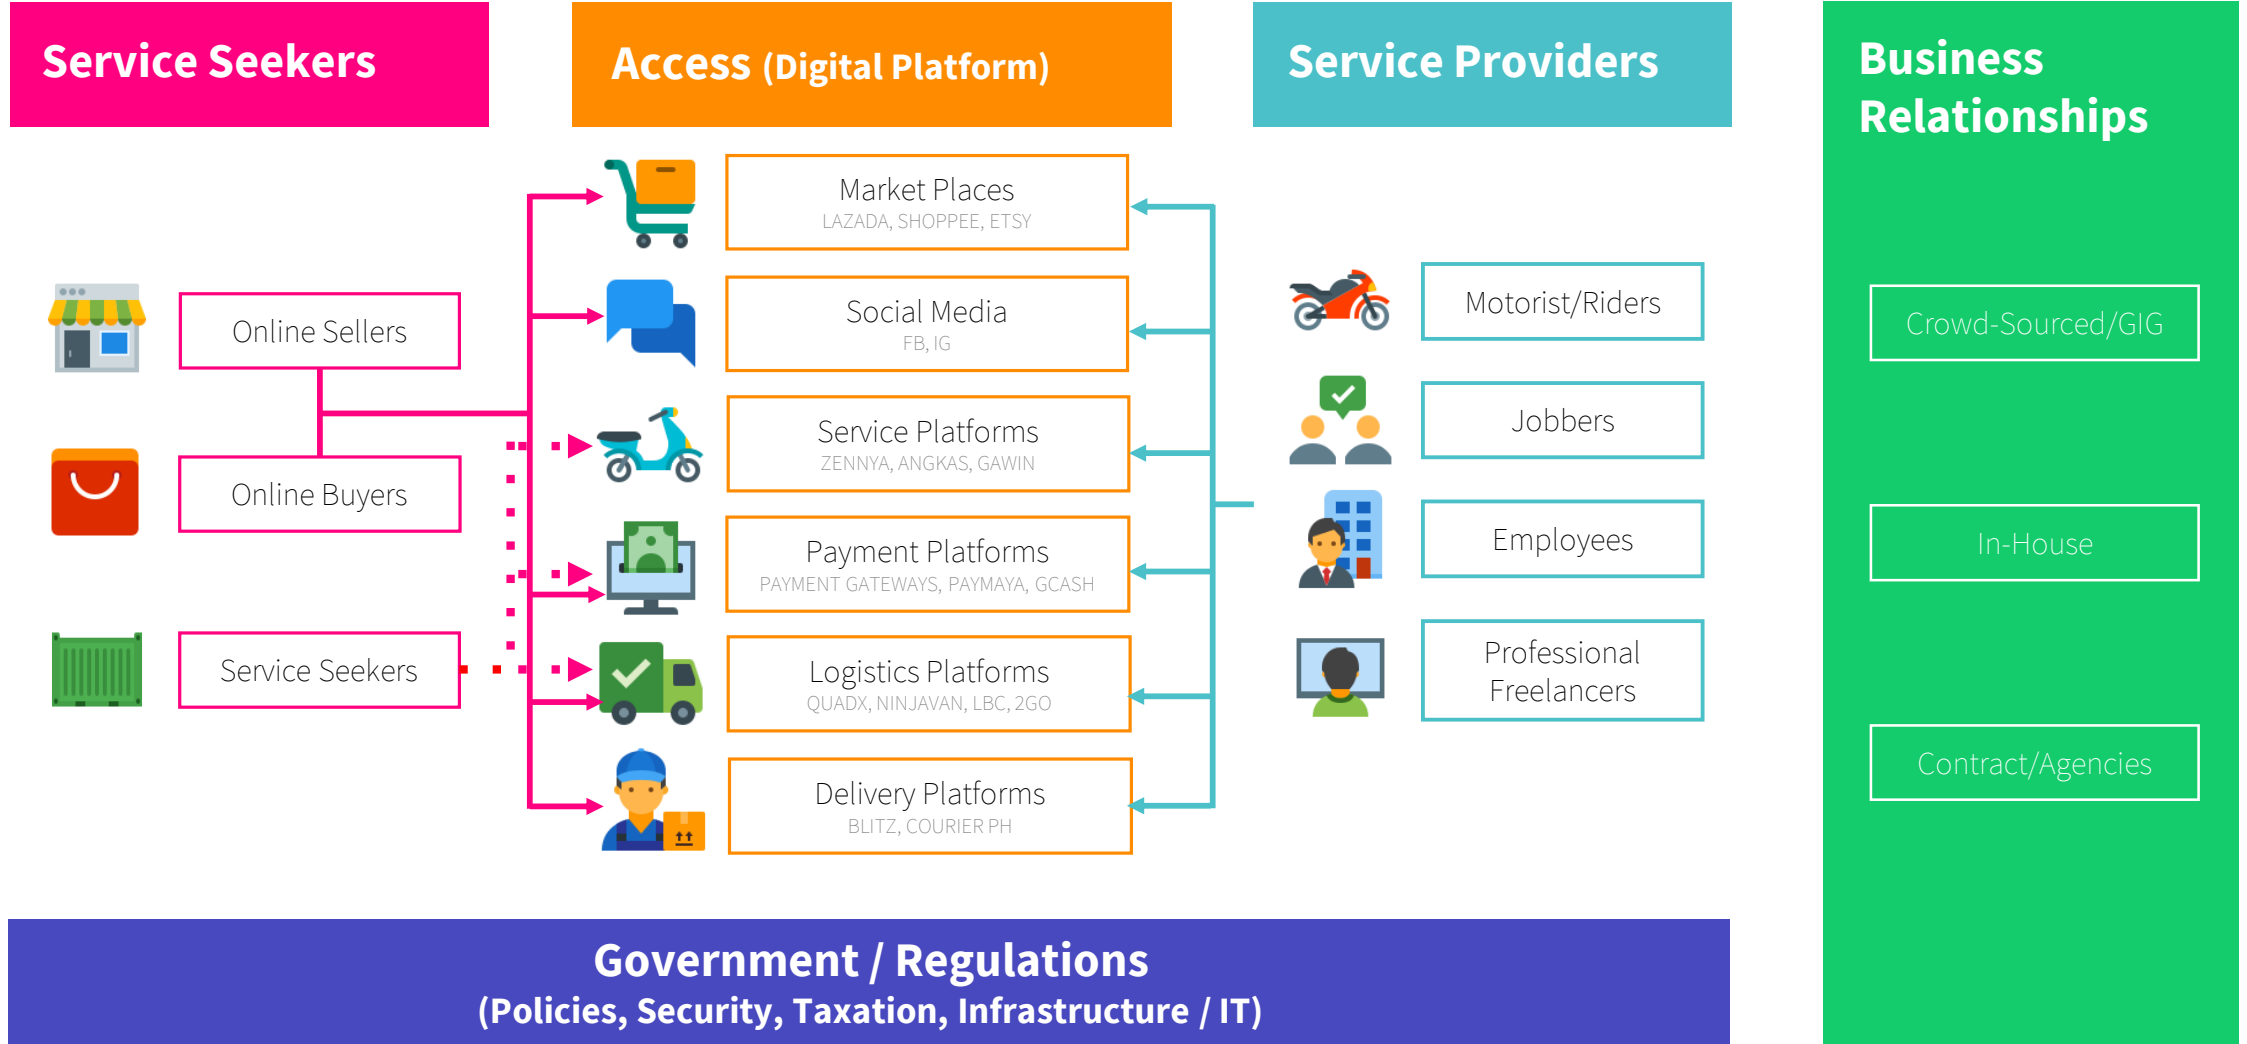 Service Seekers
Online Sellers
Online Buyers
Service Seekers
Access (Digital Platform)
Market Places
LAZADA, SHOPPEE, ETSY
Social Media
FB, IG
Service Platforms
ZENNYA, ANGKAS, GAWIN
Payment Platforms
PAYMENT GATEWAYS, PAYMAYA, GCASH
Logistics Platforms
QUADX, NINJAVAN, LBC, 2GO
Delivery Platforms
BLITZ, COURIER PH
Service Providers
Motorist/Riders
Jobbers
Employees
Professional
Freelancers
Business
Relationships
Crowd-Sourced/GIG
In-House
Contract/Agencies
Government / Regulations
(Policies, Security, Taxation, Infrastructure / IT)